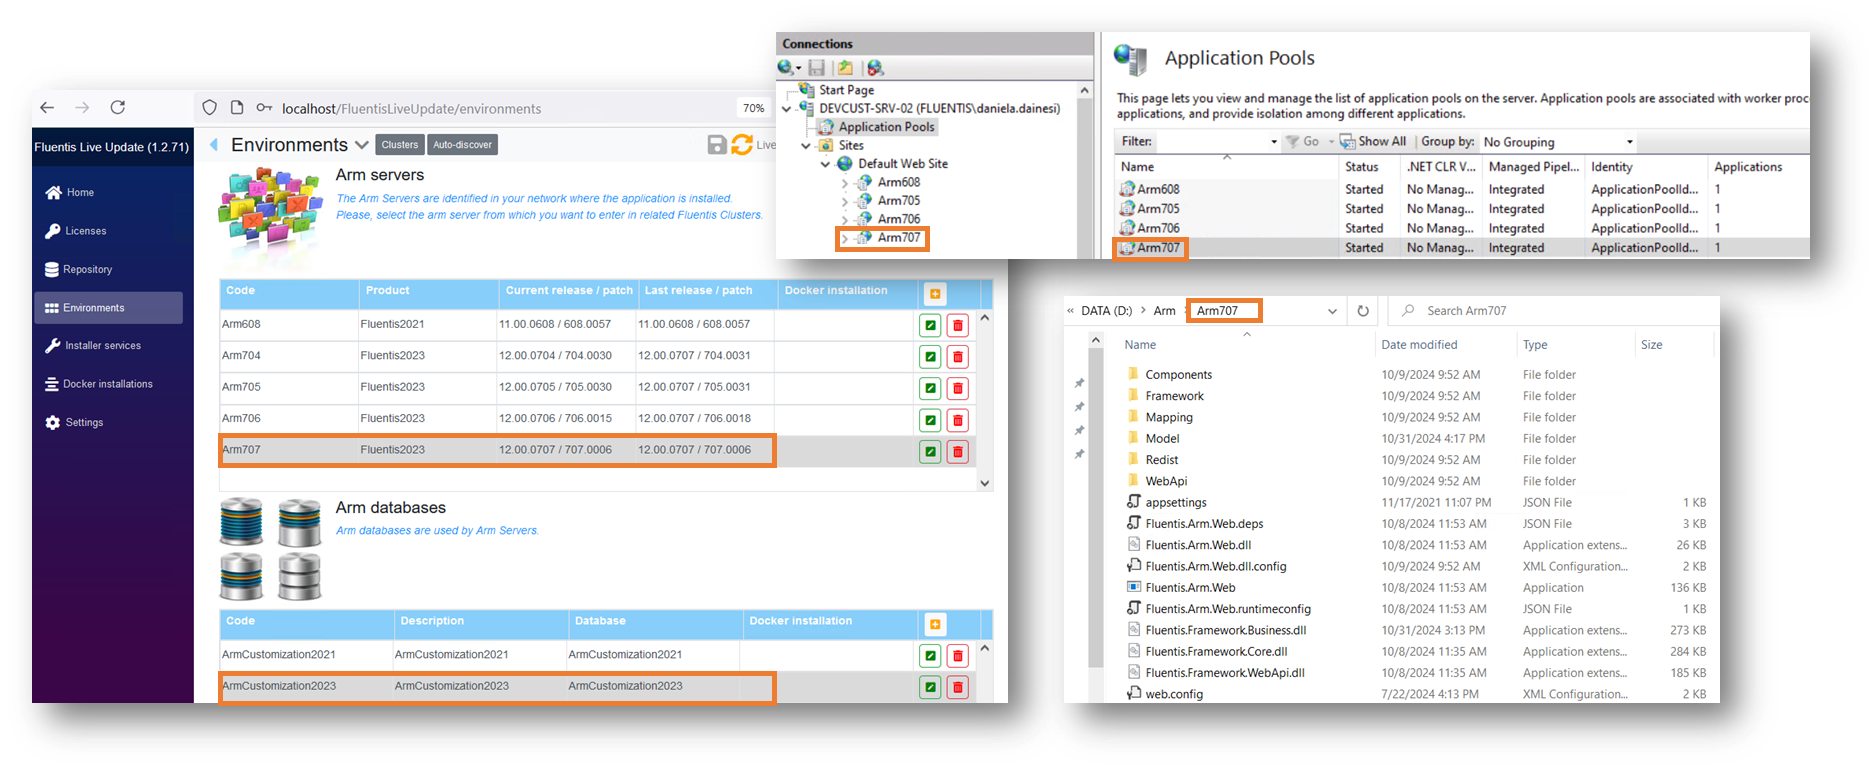 localhost/FluentisLiveUpdate/environments
70%
Fluentis Live Update (1.2.71)
Home
Licenses
Repository
Environments
Installer services
Docker installations
Settings
Environments
Clusters
Auto-discover
Live
Arm servers
The Arm Servers are identified in your network where the application is installed.
Please, select the arm server from which you want to enter in related Fluentis Clusters.
Code Product Current release / patch Last release / patch Docker installation
Arm608 Fluentis2021 11.00.0608 / 608.0057 11.00.0608 / 608.0057
Arm704 Fluentis2023 12.00.0704 / 704.0030 12.00.0707 / 704.0031
Arm705 Fluentis2023 12.00.0705 / 705.0030 12.00.0707 / 705.0031
Arm706 Fluentis2023 12.00.0706 / 706.0015 12.00.0707 / 706.0018
Arm707 Fluentis2023 12.00.0707 / 707.0006 12.00.0707 / 707.0006
Arm databases
Arm databases are used by Arm Servers.
Code Description Database Docker installation
ArmCustomization2021 ArmCustomization2021 ArmCustomization2021
ArmCustomization2023 ArmCustomization2023 ArmCustomization2023
Connections
Start Page
DEVCUST-SRV-02 (FLUENTIS\daniela.dainesi)
Application Pools
Sites
Default Web Site
Arm608
Arm705
Arm706
Arm707
Application Pools
This page lets you view and manage the list of application pools on the server. Application pools are associated with worker proc
applications, and provide isolation among different applications.
Filter: Go Show All Group by: No Grouping
Name Status .NET CLR V... Managed Pipel... Identity Applications
Arm608 Started No Manag... Integrated ApplicationPoolId... 1
Arm705 Started No Manag... Integrated ApplicationPoolId... 1
Arm706 Started No Manag... Integrated ApplicationPoolId... 1
Arm707 Started No Manag... Integrated ApplicationPoolId... 1
« DATA (D:) > Arm > Arm707
Search Arm707
Name Date modified Type Size
Components 10/9/2024 9:52 AM File folder
Framework 10/9/2024 9:52 AM File folder
Mapping 10/9/2024 9:52 AM File folder
Model 10/31/2024 4:17 PM File folder
Redist 10/9/2024 9:52 AM File folder
WebApi 10/9/2024 9:52 AM File folder
appsettings 11/17/2021 11:07 PM JSON File 1 KB
Fluentis.Arm.Web.deps 10/8/2024 11:53 AM JSON File 3 KB
Fluentis.Arm.Web.dll 10/8/2024 11:53 AM Application extens... 26 KB
Fluentis.Arm.Web.dll.config 10/9/2024 9:52 AM XML Configuration... 2 KB
Fluentis.Arm.Web 10/8/2024 11:53 AM Application 136 KB
Fluentis.Arm.Web.runtimeconfig 10/8/2024 11:53 AM JSON File 1 KB
Fluentis.Framework.Business.dll 10/31/2024 3:13 PM Application extens... 273 KB
Fluentis.Framework.Core.dll 10/8/2024 11:35 AM Application extens... 284 KB
Fluentis.Framework.WebApi.dll 10/8/2024 11:35 AM Application extens... 185 KB
web.config 7/22/2024 4:13 PM XML Configuration... 2 KB